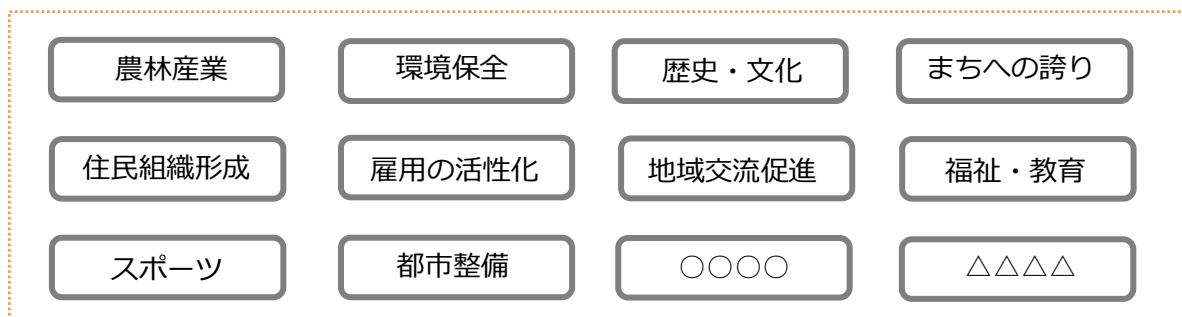 農林産業
環境保全
歴史・文化
まちへの誇り
住民組織形成
雇用の活性化
地域交流促進
福祉・教育
スポーツ
都市整備
○○○○
△△△△